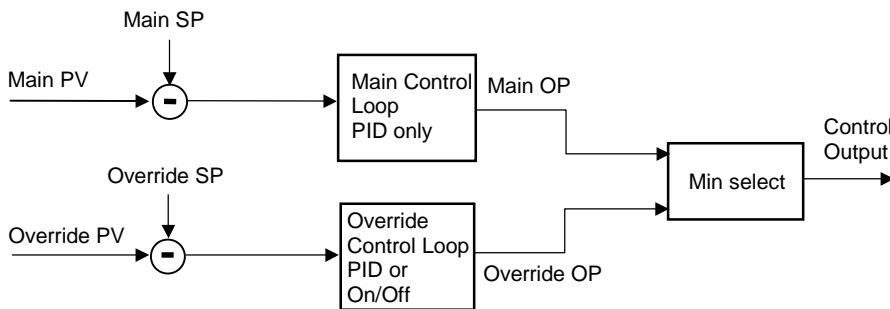 Main SP
Main PV
-
Main Control
Loop
PID only
Main OP
Control
Output
Min select
Override SP
Override PV
-
Override
Control Loop
PID or
On/Off
Override OP